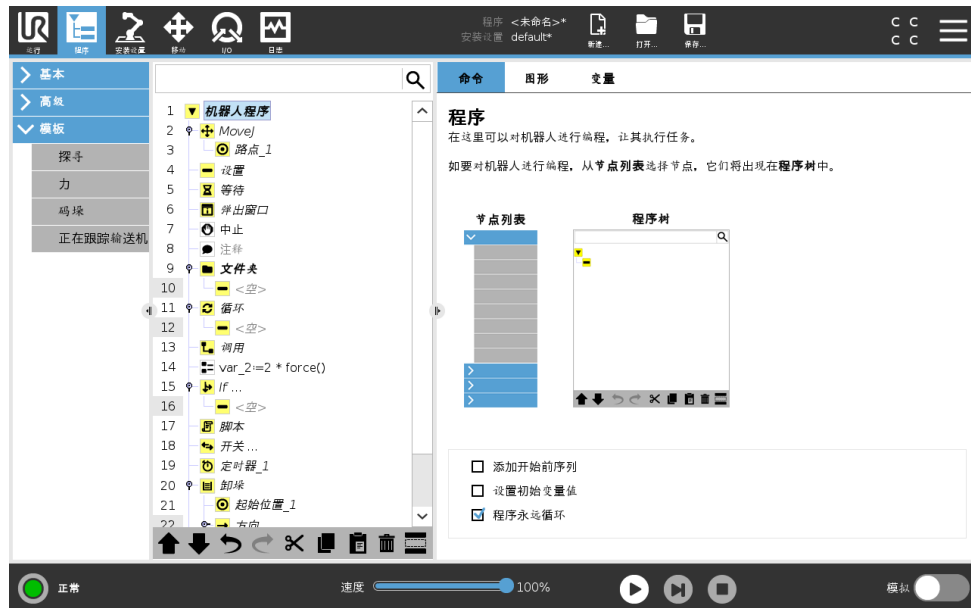 UR
运行
程序
安装设置
移动
I/O
日志
程序 <未命名>*
安装设置 default*
新建...
打开...
保存...
C C
C C
基本
高级
模板
探寻
力
码垛
正在跟踪输送机
1 机器人程序
2 MoveJ
3 路点_1
4 设置
5 等待
6 弹出窗口
7 中止
8 注释
9 文件夹
10 <空>
11 循环
12 <空>
13 调用
14 var_2:=2 * force()
15 If ...
16 <空>
17 脚本
18 开关 ...
19 定时器_1
20 卸垛
21 起始位置_1
22 方向
命令 图形 变量
程序
在这里可以对机器人进行编程，让其执行任务。
如要对机器人进行编程，从节点列表选择节点，它们将出现在程序树中。
节点列表
程序树
添加开始前序列
设置初始变量值
程序永远循环
正常
速度 100%
模拟